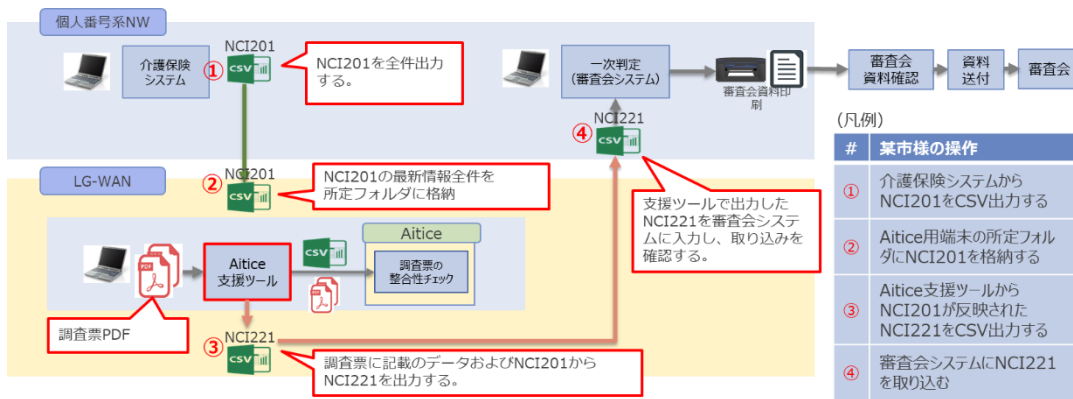 個人番号系NW
介護保険
システム
①
NCI201
CSV
NCI201を全件出力
する。
一次判定
(審査会システム)
審査会資料印
刷
審査会
資料確認
資料
送付
審査会
④
NCI221
CSV
LG-WAN
②
NCI201
CSV
NCI201の最新情報全件を
所定フォルダに格納
支援ツールで出力した
NCI221を審査会システ
ムに入力し、取り込みを
確認する。
PDF
Aitice
支援ツール
CSV
PDF
Aitice
調査票の
整合性チェック
調査票PDF
③
NCI221
CSV
調査票に記載のデータおよびNCI201から
NCI221を出力する。
(凡例)
# 某市様の操作
① 介護保険システムから
NCI201をCSV出力する
② Aitice用端末の所定フォル
ダにNCI201を格納する
③ Aitice支援ツールから
NCI201が反映された
NCI221をCSV出力する
④ 審査会システムにNCI221
を取り込む